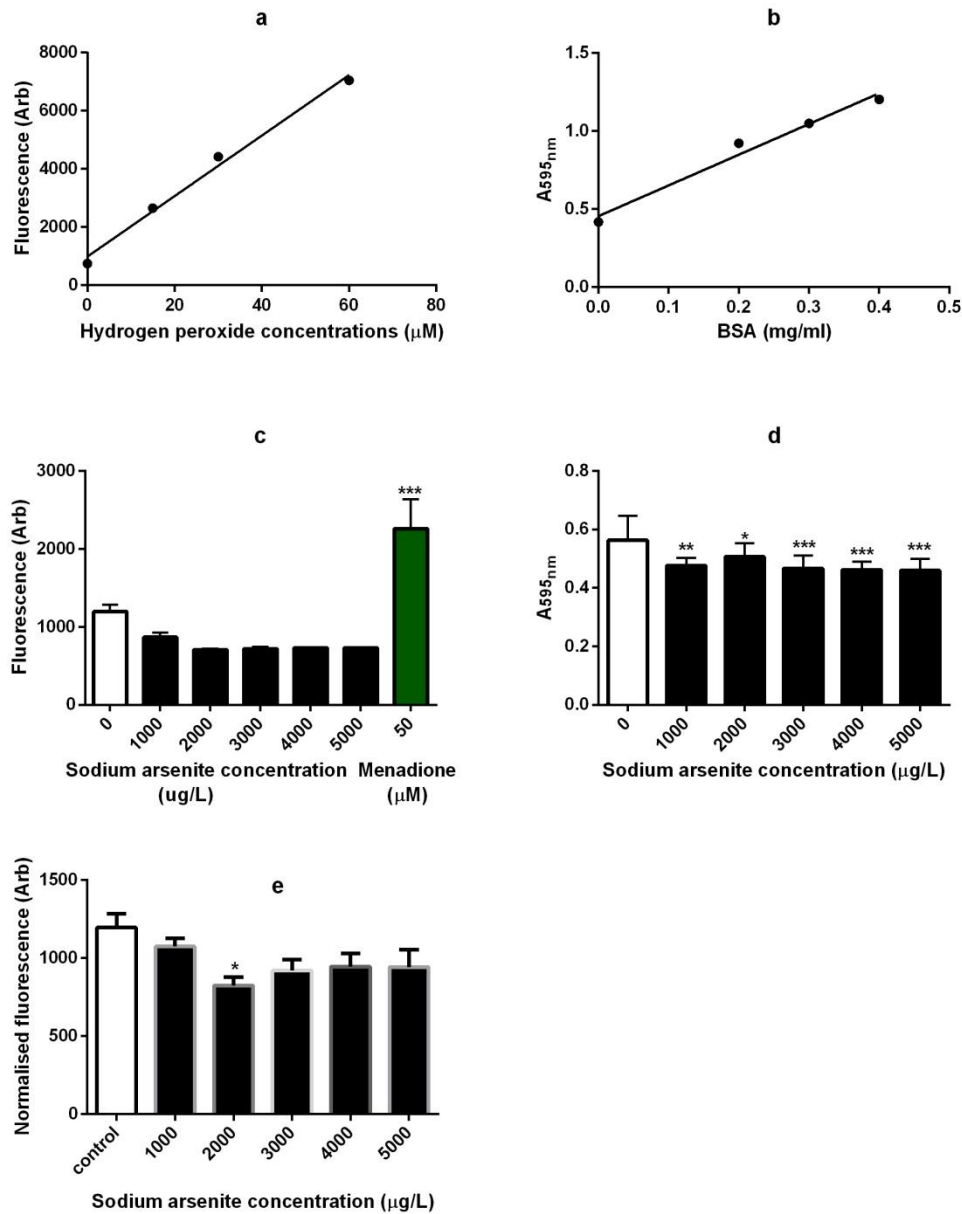 a
Fluorescence (Arb)
8000
6000
4000
2000
0
0 20 40 60 80
Hydrogen peroxide concentrations (μM)
b
A595nm
1.5
1.0
0.5
0.0
0.0 0.1 0.2 0.3 0.4 0.5
BSA (mg/ml)
c
Fluorescence (Arb)
3000
2000
1000
0
***
0 1000 2000 3000 4000 5000 50
Sodium arsenite concentration Menadione
(ug/L) (μM)
d
A595nm
0.8
0.6
0.4
0.2
0.0
** * *** *** ***
0 1000 2000 3000 4000 5000
Sodium arsenite concentration (μg/L)
e
Normalised fluorescence (Arb)
1500
1000
500
0
*
control 1000 2000 3000 4000 5000
Sodium arsenite concentration (μg/L)